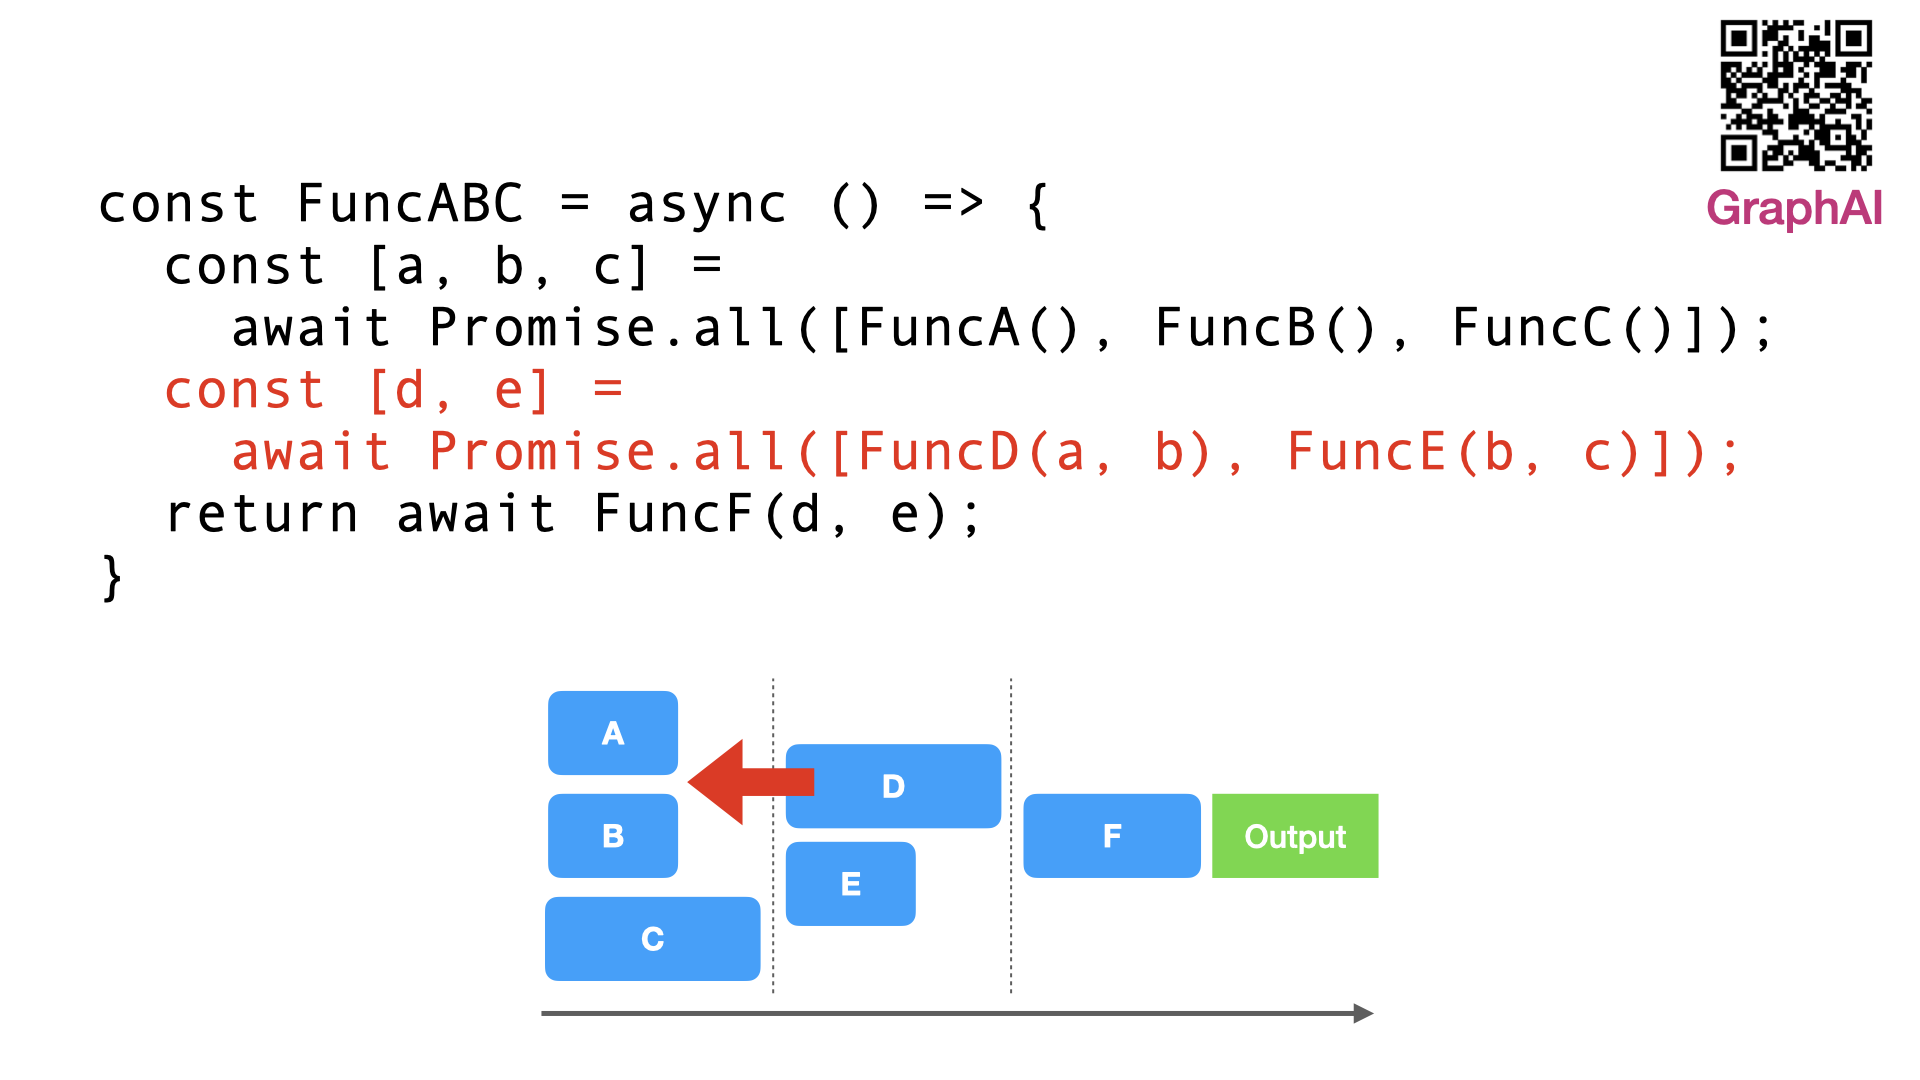 GraphAI
const FuncABC = async () => {
  const [a, b, c] =
    await Promise.all([FuncA(), FuncB(), FuncC()]);
  const [d, e] =
    await Promise.all([FuncD(a, b), FuncE(b, c)]);
  return await FuncF(d, e);
}
A
B
C
D
E
F
Output